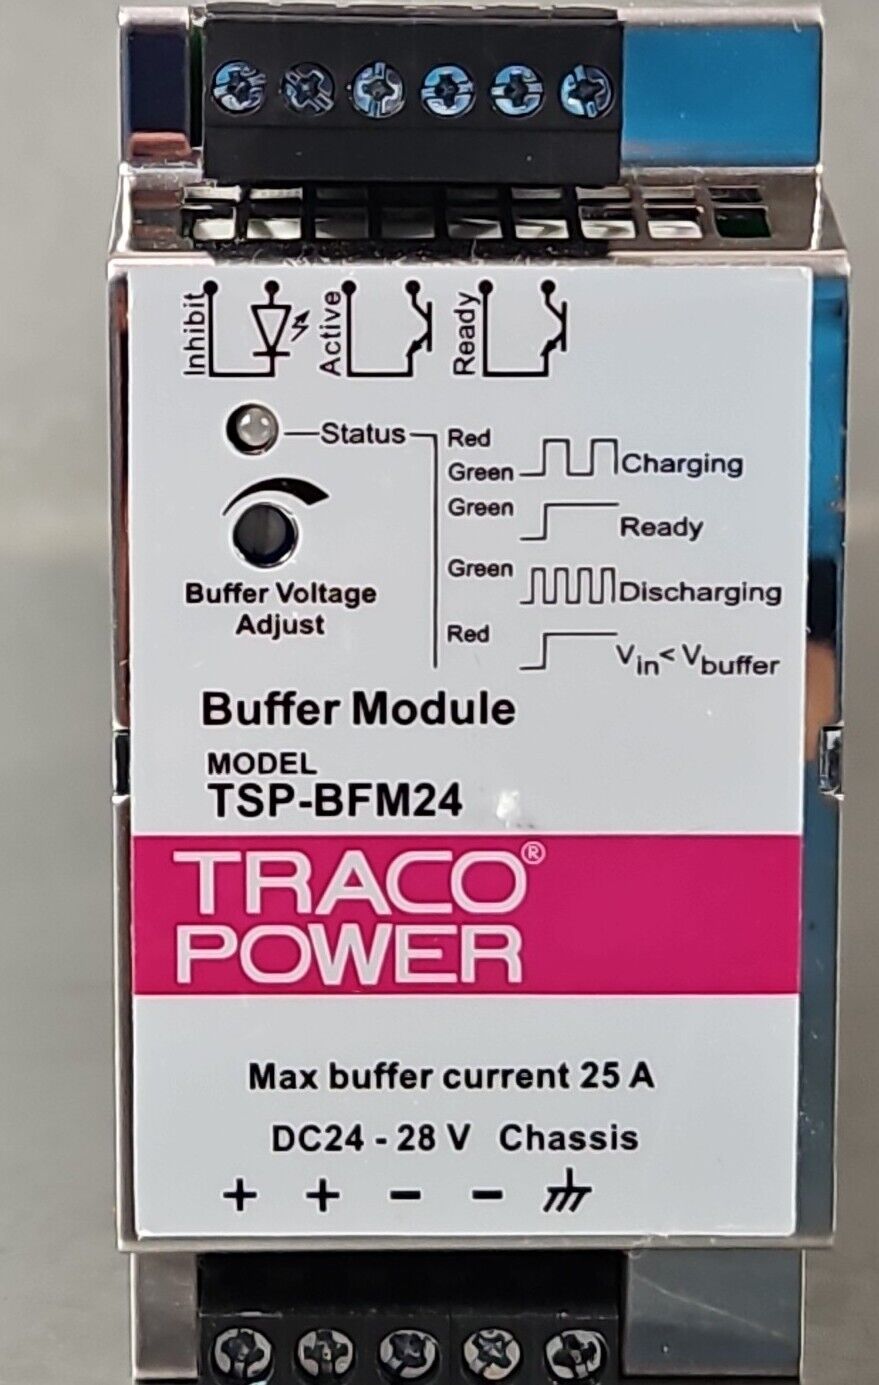 Inhibit
Active
Ready
Status
Red
Green
Charging
Green
Ready
Green
Discharging
Red
Vin< Vbuffer
Buffer Voltage
Adjust
Buffer Module
MODEL
TSP-BFM24
TRACO®
POWER
Max buffer current 25 A
DC24 - 28 V Chassis
+ + - -